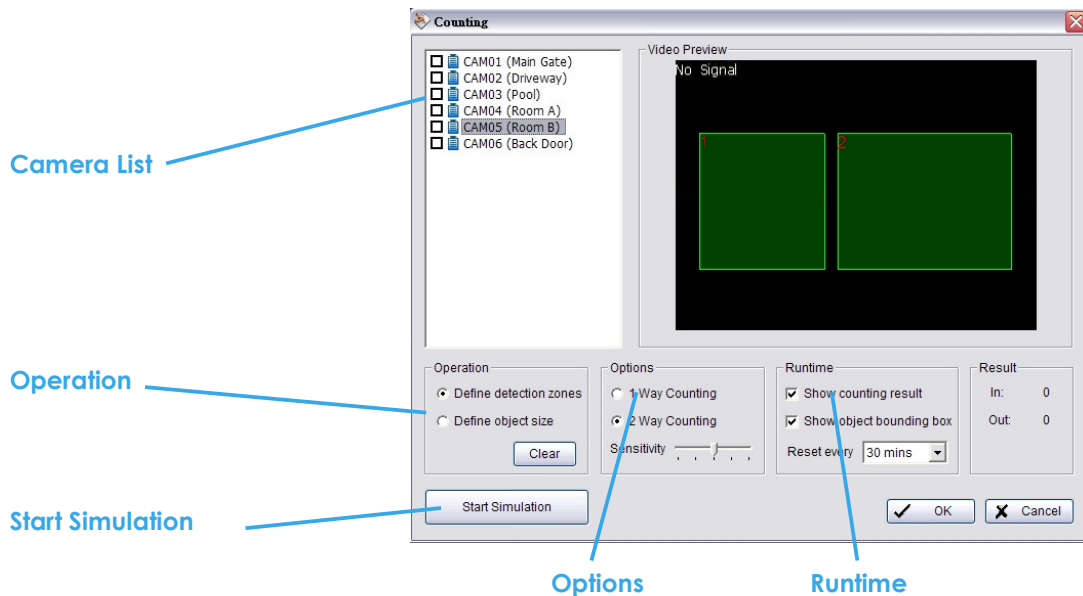 Counting
CAM01 (Main Gate)
CAM02 (Driveway)
CAM03 (Pool)
CAM04 (Room A)
CAM05 (Room B)
CAM06 (Back Door)
Video Preview
No Signal
1
2
Camera List
Operation
Define detection zones
Define object size
Clear
Options
1 Way Counting
2 Way Counting
Sensitivity
Runtime
Show counting result
Show object bounding box
Reset every 30 mins
Result
In: 0
Out: 0
Operation
Start Simulation
OK
Cancel
Start Simulation
Options
Runtime